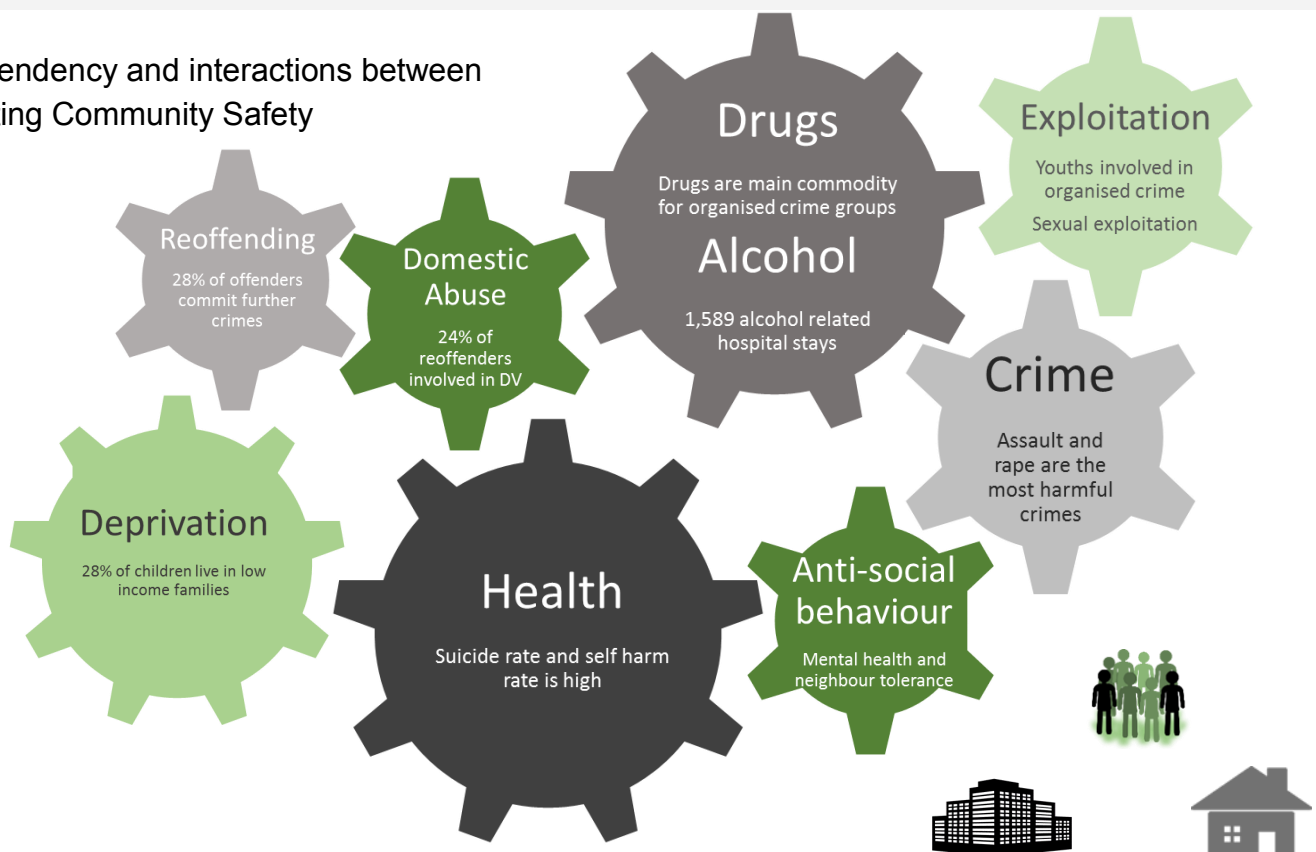 endency and interactions between
ting Community Safety
Drugs
Drugs are main commodity
for organised crime groups
Alcohol
1,589 alcohol related
hospital stays
Exploitation
Youths involved in
organised crime
Sexual exploitation
Reoffending
28% of offenders
commit further
crimes
Domestic
Abuse
24% of
reoffenders
involved in DV
Crime
Assault and
rape are the
most harmful
crimes
Deprivation
28% of children live in low
income families
Health
Suicide rate and self harm
rate is high
Anti-social
behaviour
Mental health and
neighbour tolerance